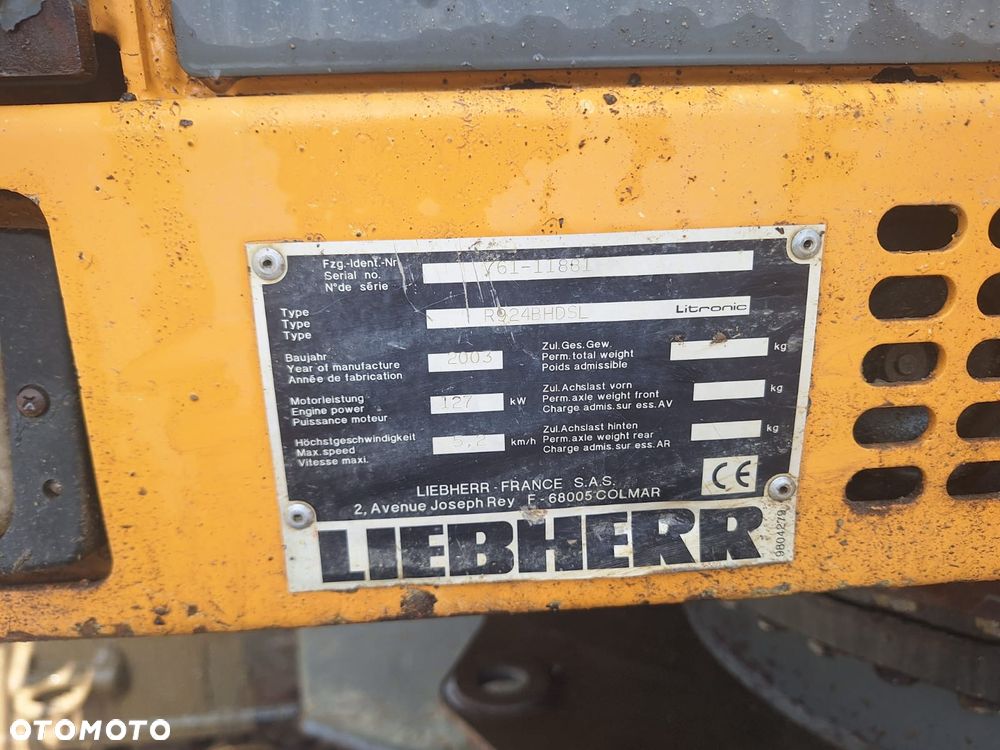 Fzg.-Ident.-Nr
Serial no.
N°de série
761-11881
Type
Type
Type
R924BHDSL
Litronic
Baujahr
Year of manufacture
Année de fabrication
2003
Motorleistung
Engine power
Puissance moteur
127 kW
Höchstgeschwindigkeit
Max.speed
Vitesse maxi.
5,2 km/h
Zul.Ges.Gew.
Perm.total weight
Poids admissible
kg
Zul.Achslast vorn
Perm.axle weight front
Charge admis.sur ess.AV
kg
Zul.Achslast hinten
Perm.axle weight rear
Charge admis.sur ess.AR
kg
CE
LIEBHERR - FRANCE S.A.S.
2, Avenue Joseph Rey F - 68005 COLMAR
LIEBHERR
9804279
OTOMOTO